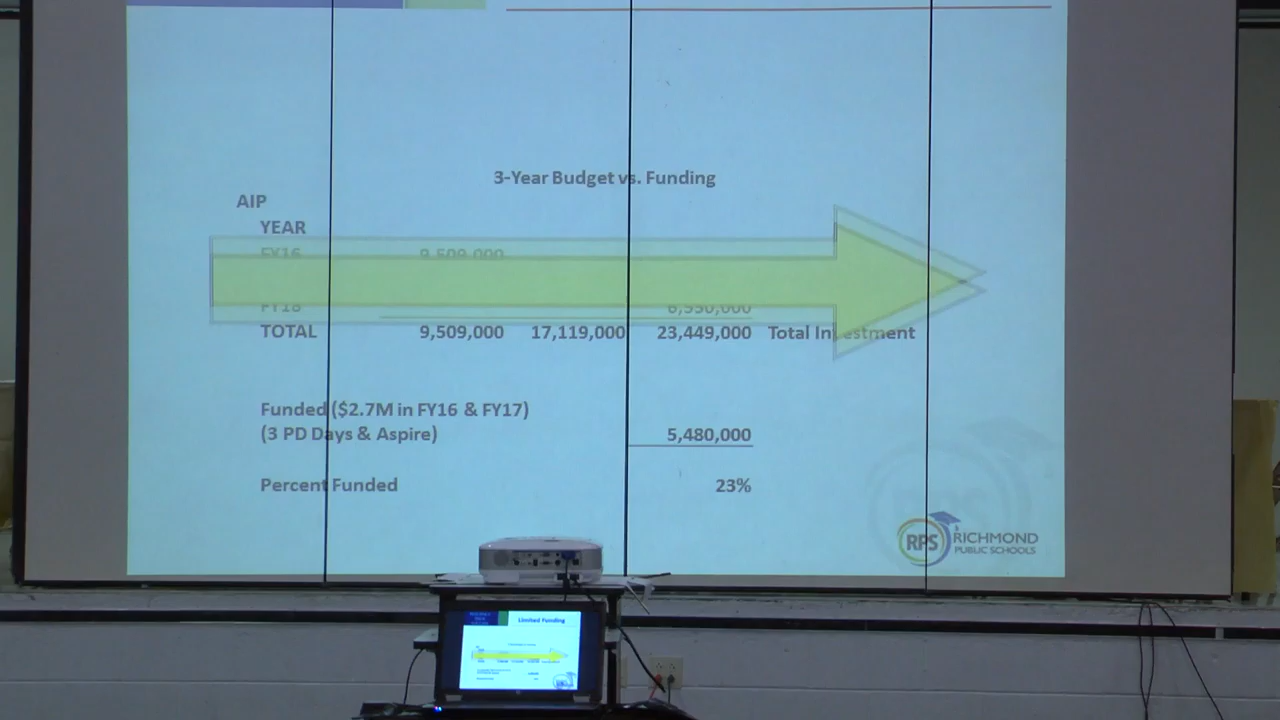 3-Year Budget vs. Funding
AIP
YEAR
FY16 9,509,000
FY18 6,330,000
TOTAL 9,509,000 17,119,000 23,449,000 Total Investment
Funded ($2.7M in FY16 & FY17)
(3 PD Days & Aspire) 5,480,000
Percent Funded 23%
RPS RICHMOND
PUBLIC SCHOOLS
Limited Funding